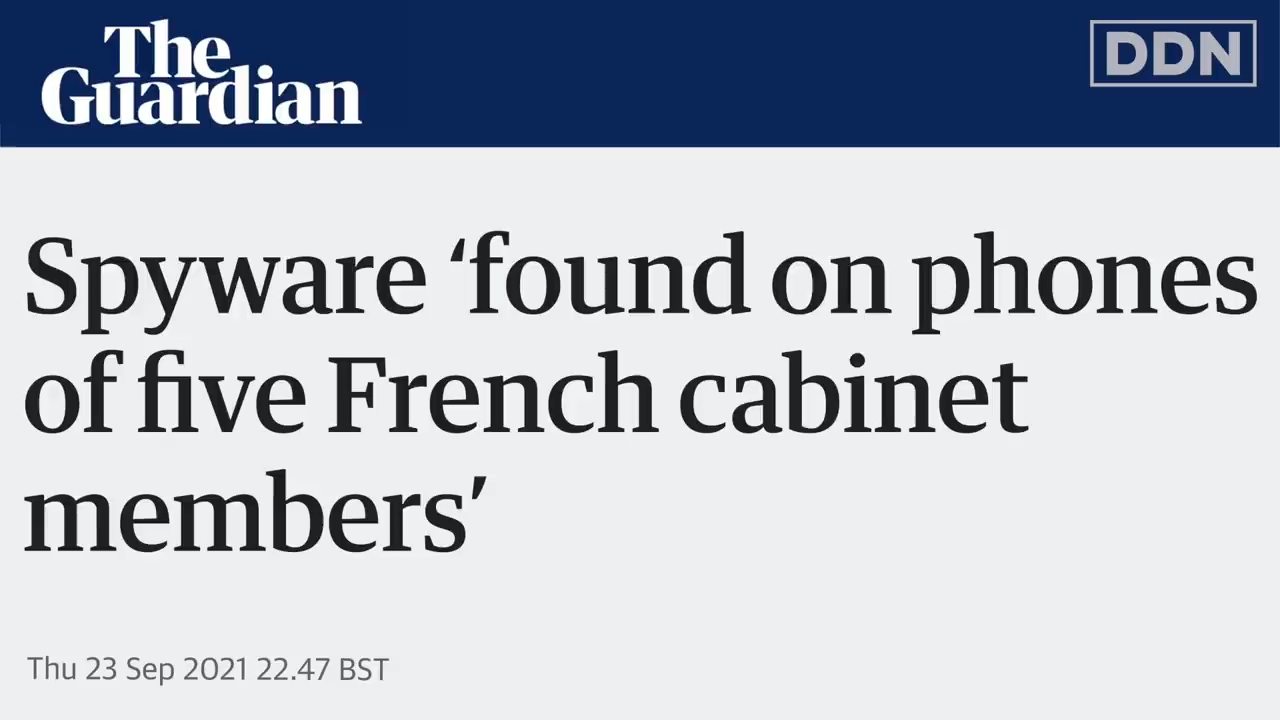 The
Guardian
DDN
Spyware ‘found on phones
of five French cabinet
members’
Thu 23 Sep 2021 22.47 BST